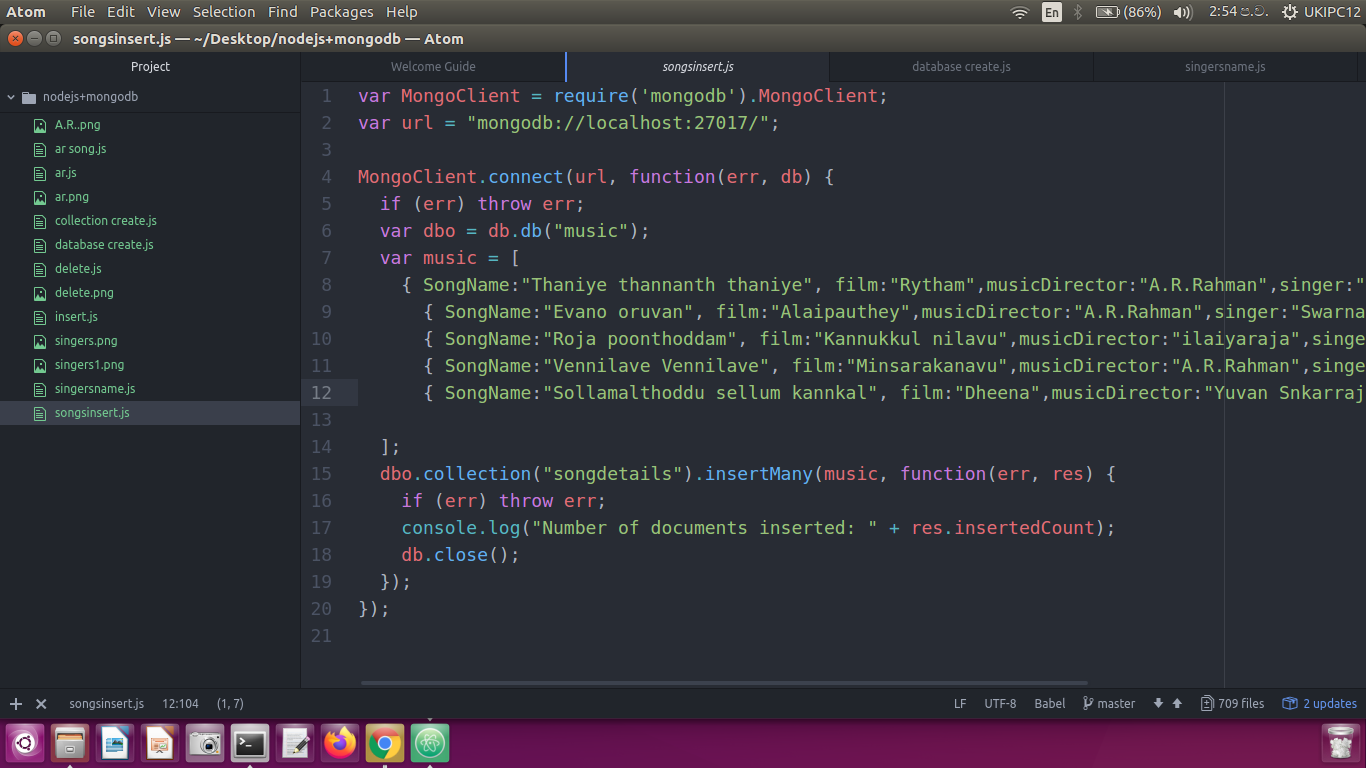 Atom File Edit View Selection Find Packages Help En (86%) 2:54 UKIPC12
songsinsert.js — ~/Desktop/nodejs+mongodb — Atom
Project
nodejs+mongodb
A.R..png
ar song.js
ar.js
ar.png
collection create.js
database create.js
delete.js
delete.png
insert.js
singers.png
singers1.png
singersname.js
songsinsert.js
Welcome Guide songsinsert.js database create.js singersname.js
1 var MongoClient = require('mongodb').MongoClient;
2 var url = "mongodb://localhost:27017/";
3
4 MongoClient.connect(url, function(err, db) {
5 if (err) throw err;
6 var dbo = db.db("music");
7 var music = [
8 { SongName:"Thaniye thannanth thaniye", film:"Rytham",musicDirector:"A.R.Rahman",singer:"
9 { SongName:"Evano oruvan", film:"Alaipauthey",musicDirector:"A.R.Rahman",singer:"Swarna
10 { SongName:"Roja poonthoddam", film:"Kannukkul nilavu",musicDirector:"ilaiyaraja",singe
11 { SongName:"Vennilave Vennilave", film:"Minsarakanavu",musicDirector:"A.R.Rahman",singe
12 { SongName:"Sollamalthoddu sellum kannkal", film:"Dheena",musicDirector:"Yuvan Snkarraj
13
14 ];
15 dbo.collection("songdetails").insertMany(music, function(err, res) {
16 if (err) throw err;
17 console.log("Number of documents inserted: " + res.insertedCount);
18 db.close();
19 });
20 });
21
songsinsert.js 12:104 (1, 7) LF UTF-8 Babel master 709 files 2 updates